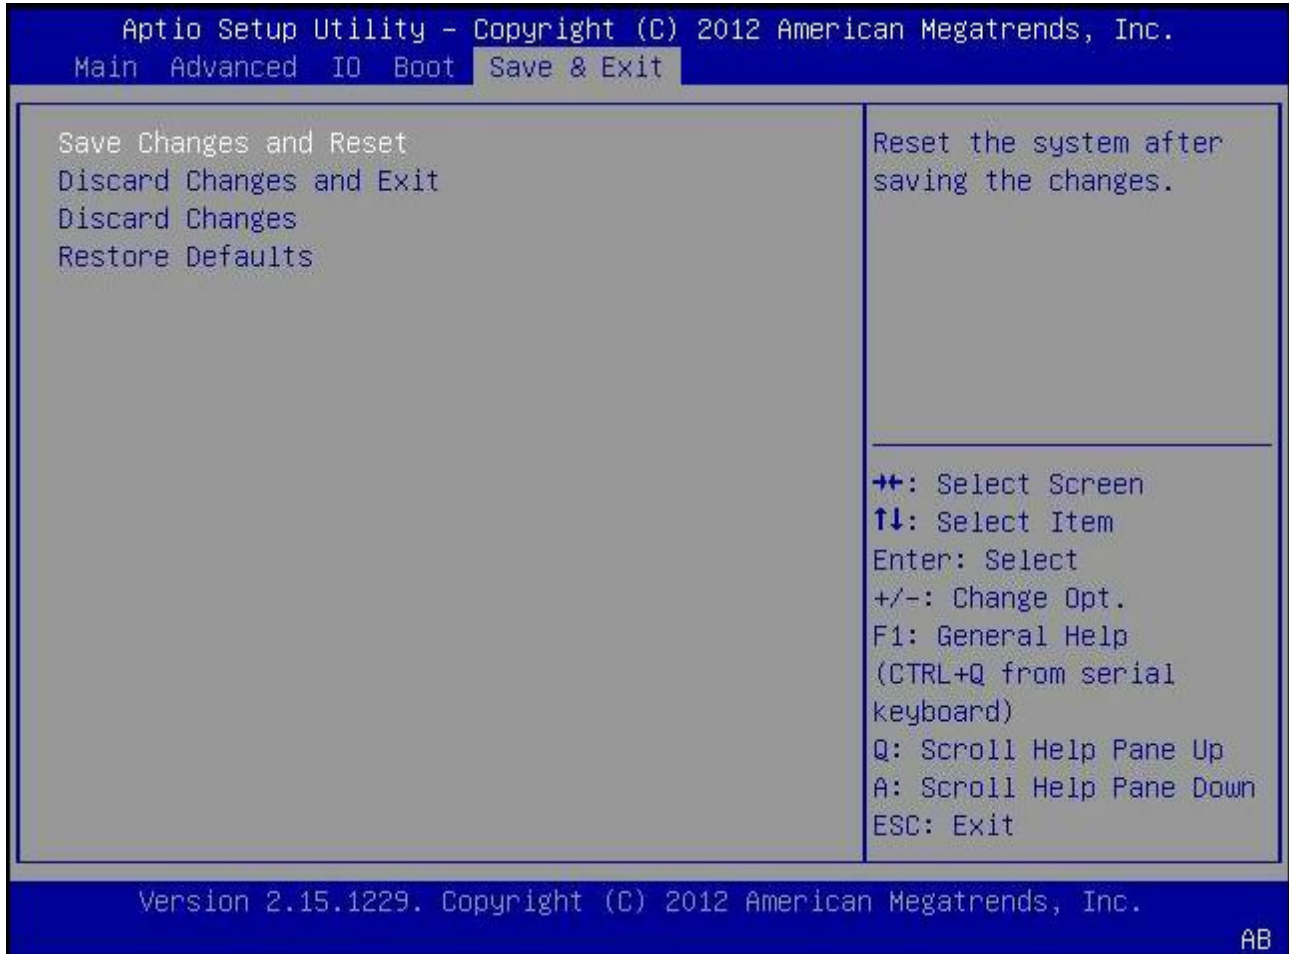 Aptio Setup Utility – Copyright (C) 2012 American Megatrends, Inc.
Main Advanced IO Boot Save & Exit
Save Changes and Reset
Discard Changes and Exit
Discard Changes
Restore Defaults
Reset the system after
saving the changes.
→←: Select Screen
↑↓: Select Item
Enter: Select
+/-: Change Opt.
F1: General Help
(CTRL+Q from serial
keyboard)
Q: Scroll Help Pane Up
A: Scroll Help Pane Down
ESC: Exit
Version 2.15.1229. Copyright (C) 2012 American Megatrends, Inc.
AB